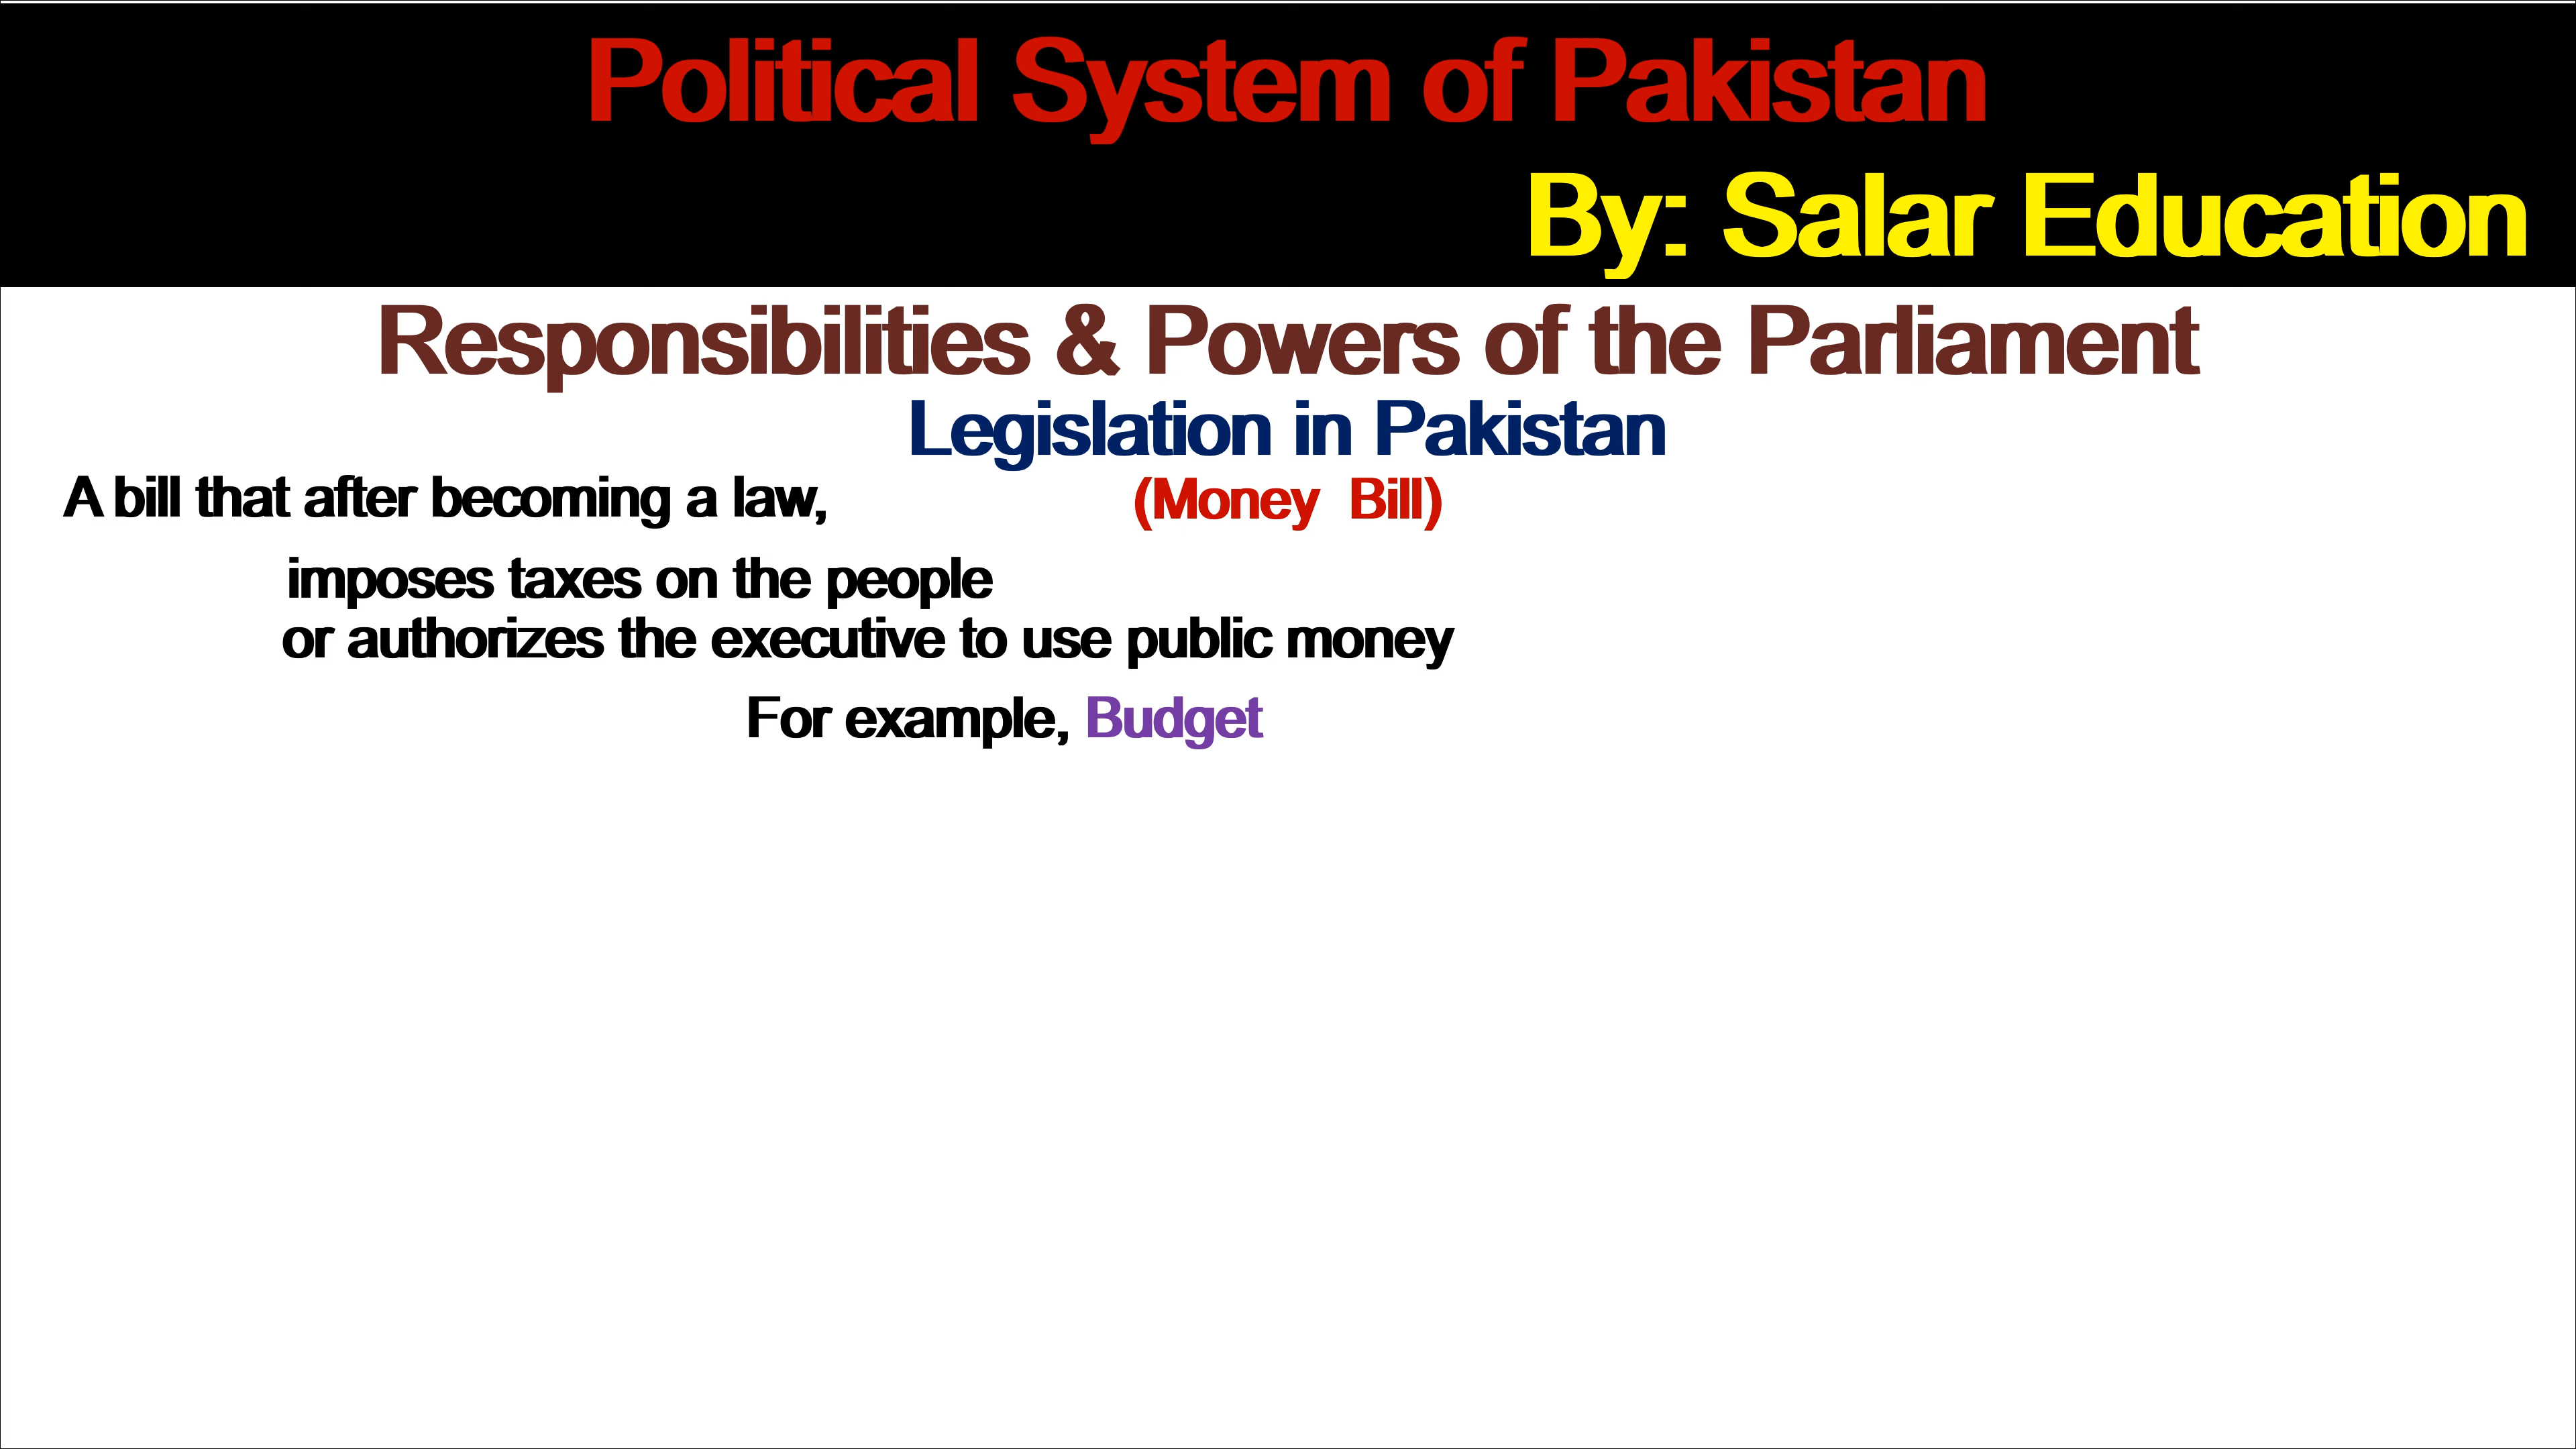 Political System of Pakistan
By: Salar Education
Responsibilities & Powers of the Parliament
Legislation in Pakistan
(Money Bill)
A bill that after becoming a law,
imposes taxes on the people
or authorizes the executive to use public money
For example, Budget